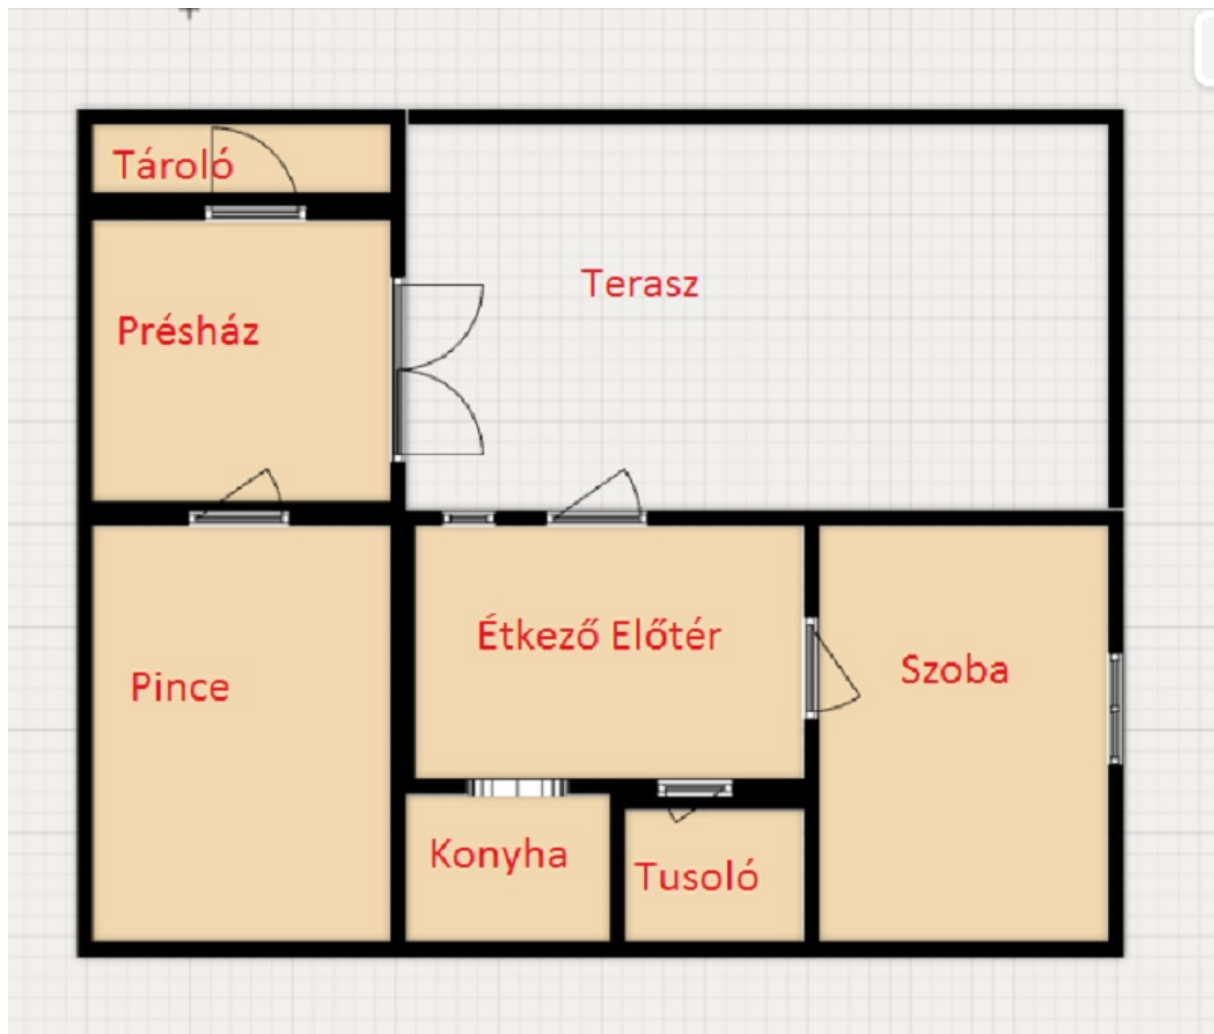 Tároló
Terasz
Présház
Étkező Előtér
Szoba
Pince
Konyha
Tusoló